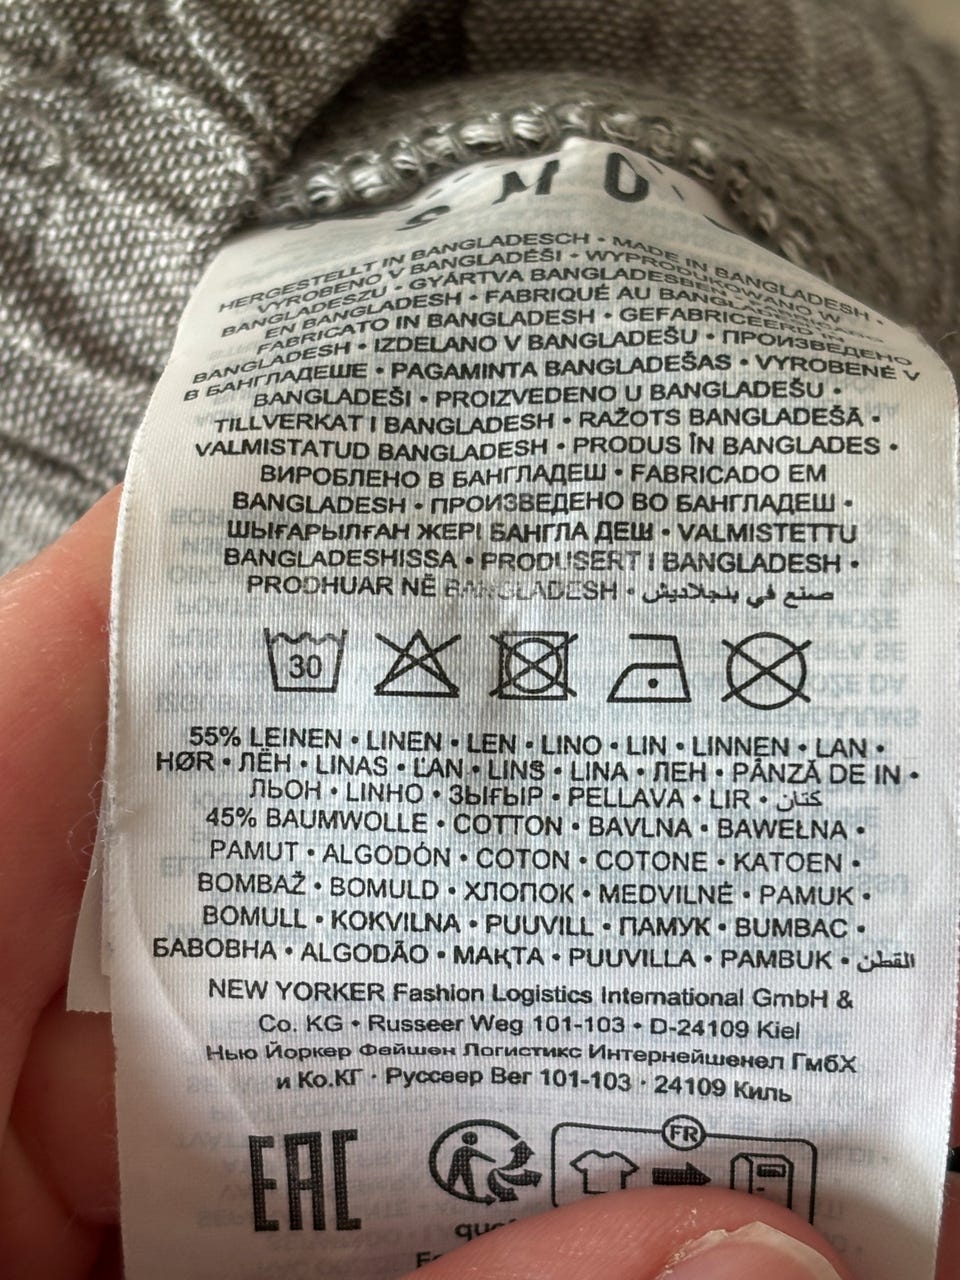 SMO
HERGESTELLT IN BANGLADESCH • MADE IN BANGLADESH •
VYROBENO V BANGLADÉŠI • WYPRODUKOWANO W
BANGLADESZU • GYÁRTVA BANGLADESBEN
EN BANGLADESH • FABRIQUÉ AU BANGLADESH
FABRICATO IN BANGLADESH • GEFABRICEERD IN
BANGLADESH • IZDELANO V BANGLADEŠU • ПРОИЗВЕДЕНО
В БАНГЛАДЕШЕ • PAGAMINTA BANGLADEŠAS • VYROBENÉ V
BANGLADEŠI • PROIZVEDENO U BANGLADEŠU •
TILLVERKAT I BANGLADESH • RAŽOTS BANGLADEŠĀ •
VALMISTATUD BANGLADESH • PRODUS ÎN BANGLADES •
ВИРОБЛЕНО В БАНГЛАДЕШ • FABRICADO EM
BANGLADESH • ПРОИЗВЕДЕНО ВО БАНГЛАДЕШ •
ШЫҒАРЫЛҒАН ЖЕРІ БАНГЛА ДЕШ • VALMISTETTU
BANGLADESHISSA • PRODUSERT I BANGLADESH •
PRODHUAR NË BANGLADESH • صنع في بنجلاديش
30
55% LEINEN • LINEN • LEN • LINO • LIN • LINNEN • LAN •
HØR • ЛЁН • LINAS • ĽAN • LINS • LINA • ЛЕН • PÂNZĂ DE IN •
ЛЬОН • LINHO • ЗЫҒЫР • PELLAVA • LIR • كتان
45% BAUMWOLLE • COTTON • BAVLNA • BAWEŁNA •
PAMUT • ALGODÓN • COTON • COTONE • KATOEN •
BOMBAŽ • BOMULD • ХЛОПОК • MEDVILNĖ • PAMUK •
BOMULL • KOKVILNA • PUUVILL • ПАМУК • BUMBAC •
БАВОВНА • ALGODÃO • МАҚТА • PUUVILLA • PAMBUK • القطن
NEW YORKER Fashion Logistics International GmbH &
Co. KG • Russeer Weg 101-103 • D-24109 Kiel
Нью Йоркер Фейшен Логистикс Интернейшенел ГмбХ
и Ко.КГ · Руссеер Вег 101-103 · 24109 Киль
EAC
FR